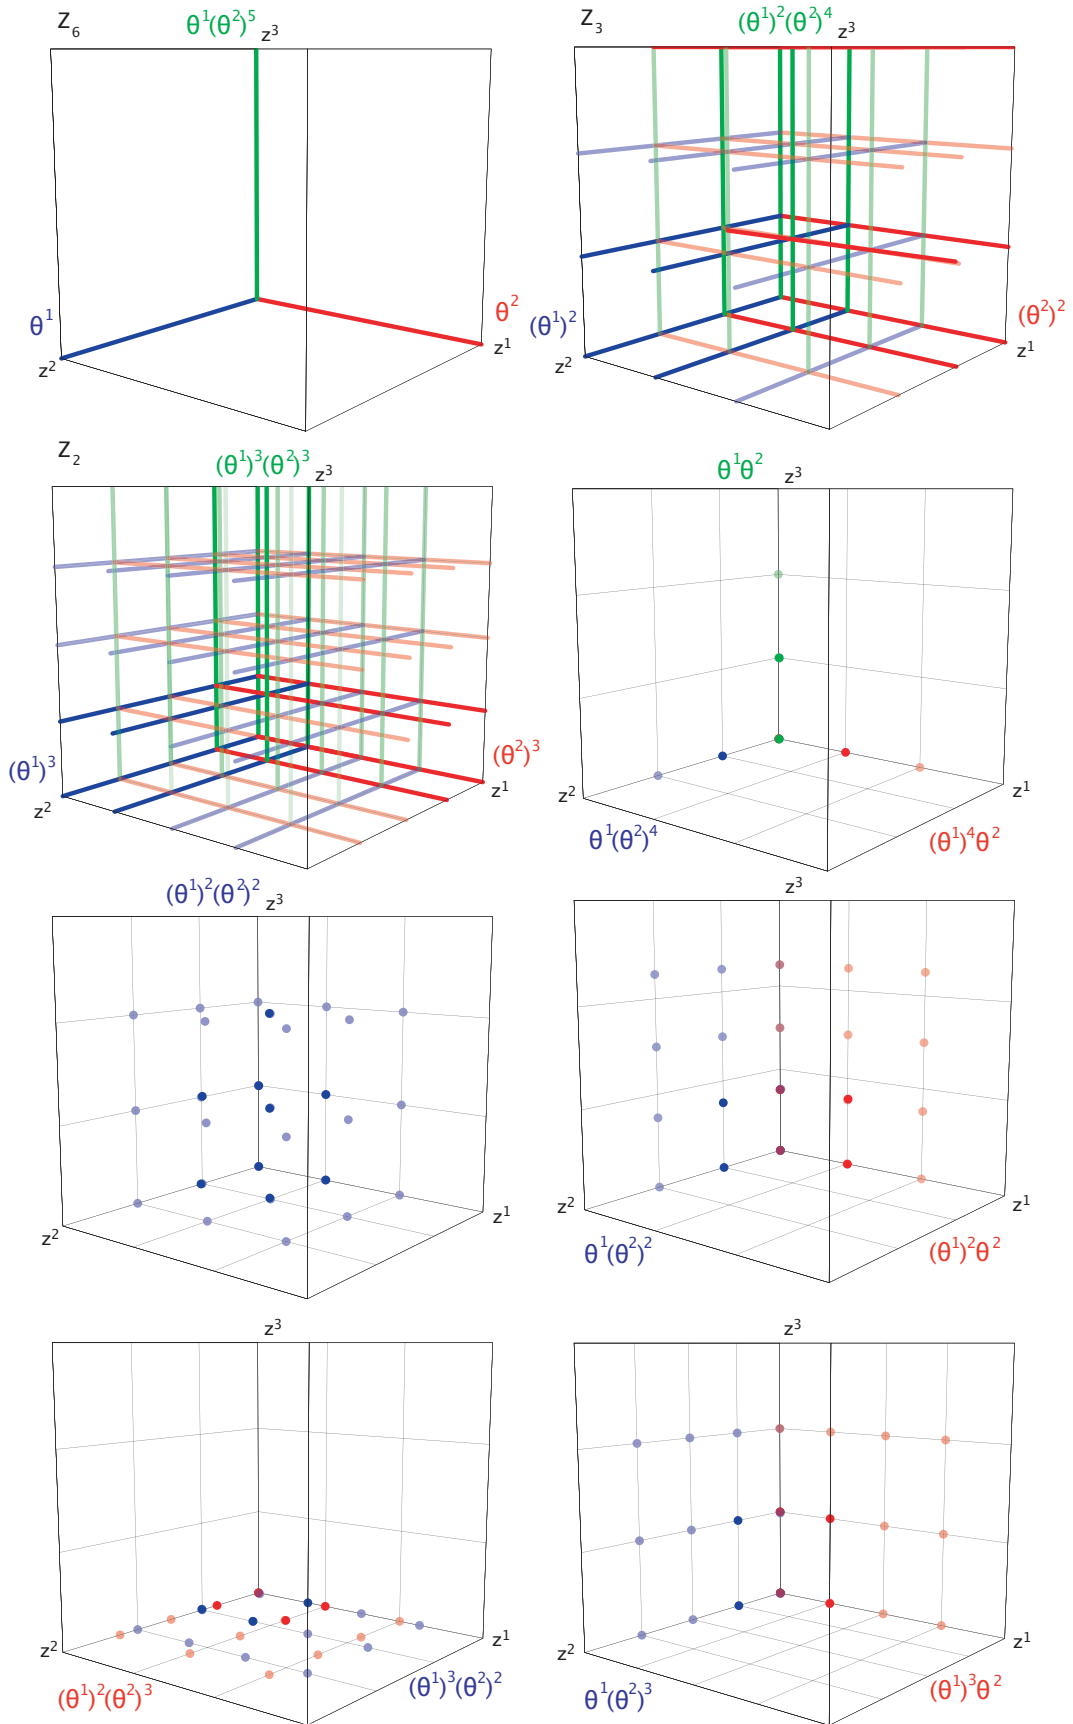 Z₆ θ¹(θ²)⁵ z³
θ¹ θ²
z² z¹
Z₃ (θ¹)²(θ²)⁴ z³
(θ¹)² (θ²)²
z² z¹
Z₂ (θ¹)³(θ²)³ z³
(θ¹)³ (θ²)³
z² z¹
θ¹θ² z³
z² z¹
θ¹(θ²)⁴ (θ¹)⁴θ²
(θ¹)²(θ²)² z³
z² z¹
z³
z² z¹
θ¹(θ²)² (θ¹)²θ²
z³
z² z¹
(θ¹)²(θ²)³ (θ¹)³(θ²)²
z³
z² z¹
θ¹(θ²)³ (θ¹)³θ²